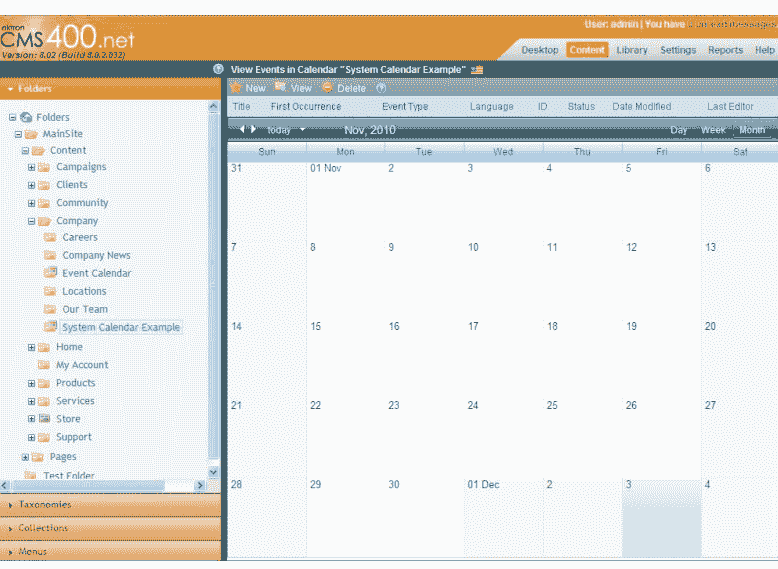 ektron
User: admin | You have unread messages
CMS400.net
Version: 8.02 (Build 8.0.2.032)
Desktop Content Library Settings Reports Help
View Events in Calendar "System Calendar Example"
Folders
New View Delete
Title First Occurrence Event Type Language ID Status Date Modified Last Editor
today Nov, 2010 Day Week Month
Sun Mon Tue Wed Thu Fri Sat
31 01 Nov 2 3 4 5 6
7 8 9 10 11 12 13
14 15 16 17 18 19 20
21 22 23 24 25 26 27
28 29 30 01 Dec 2 3 4
Folders
MainSite
Content
Campaigns
Clients
Community
Company
Careers
Company News
Event Calendar
Locations
Our Team
System Calendar Example
Home
My Account
Products
Services
Store
Support
Pages
Test Folder
Taxonomies
Collections
Menus